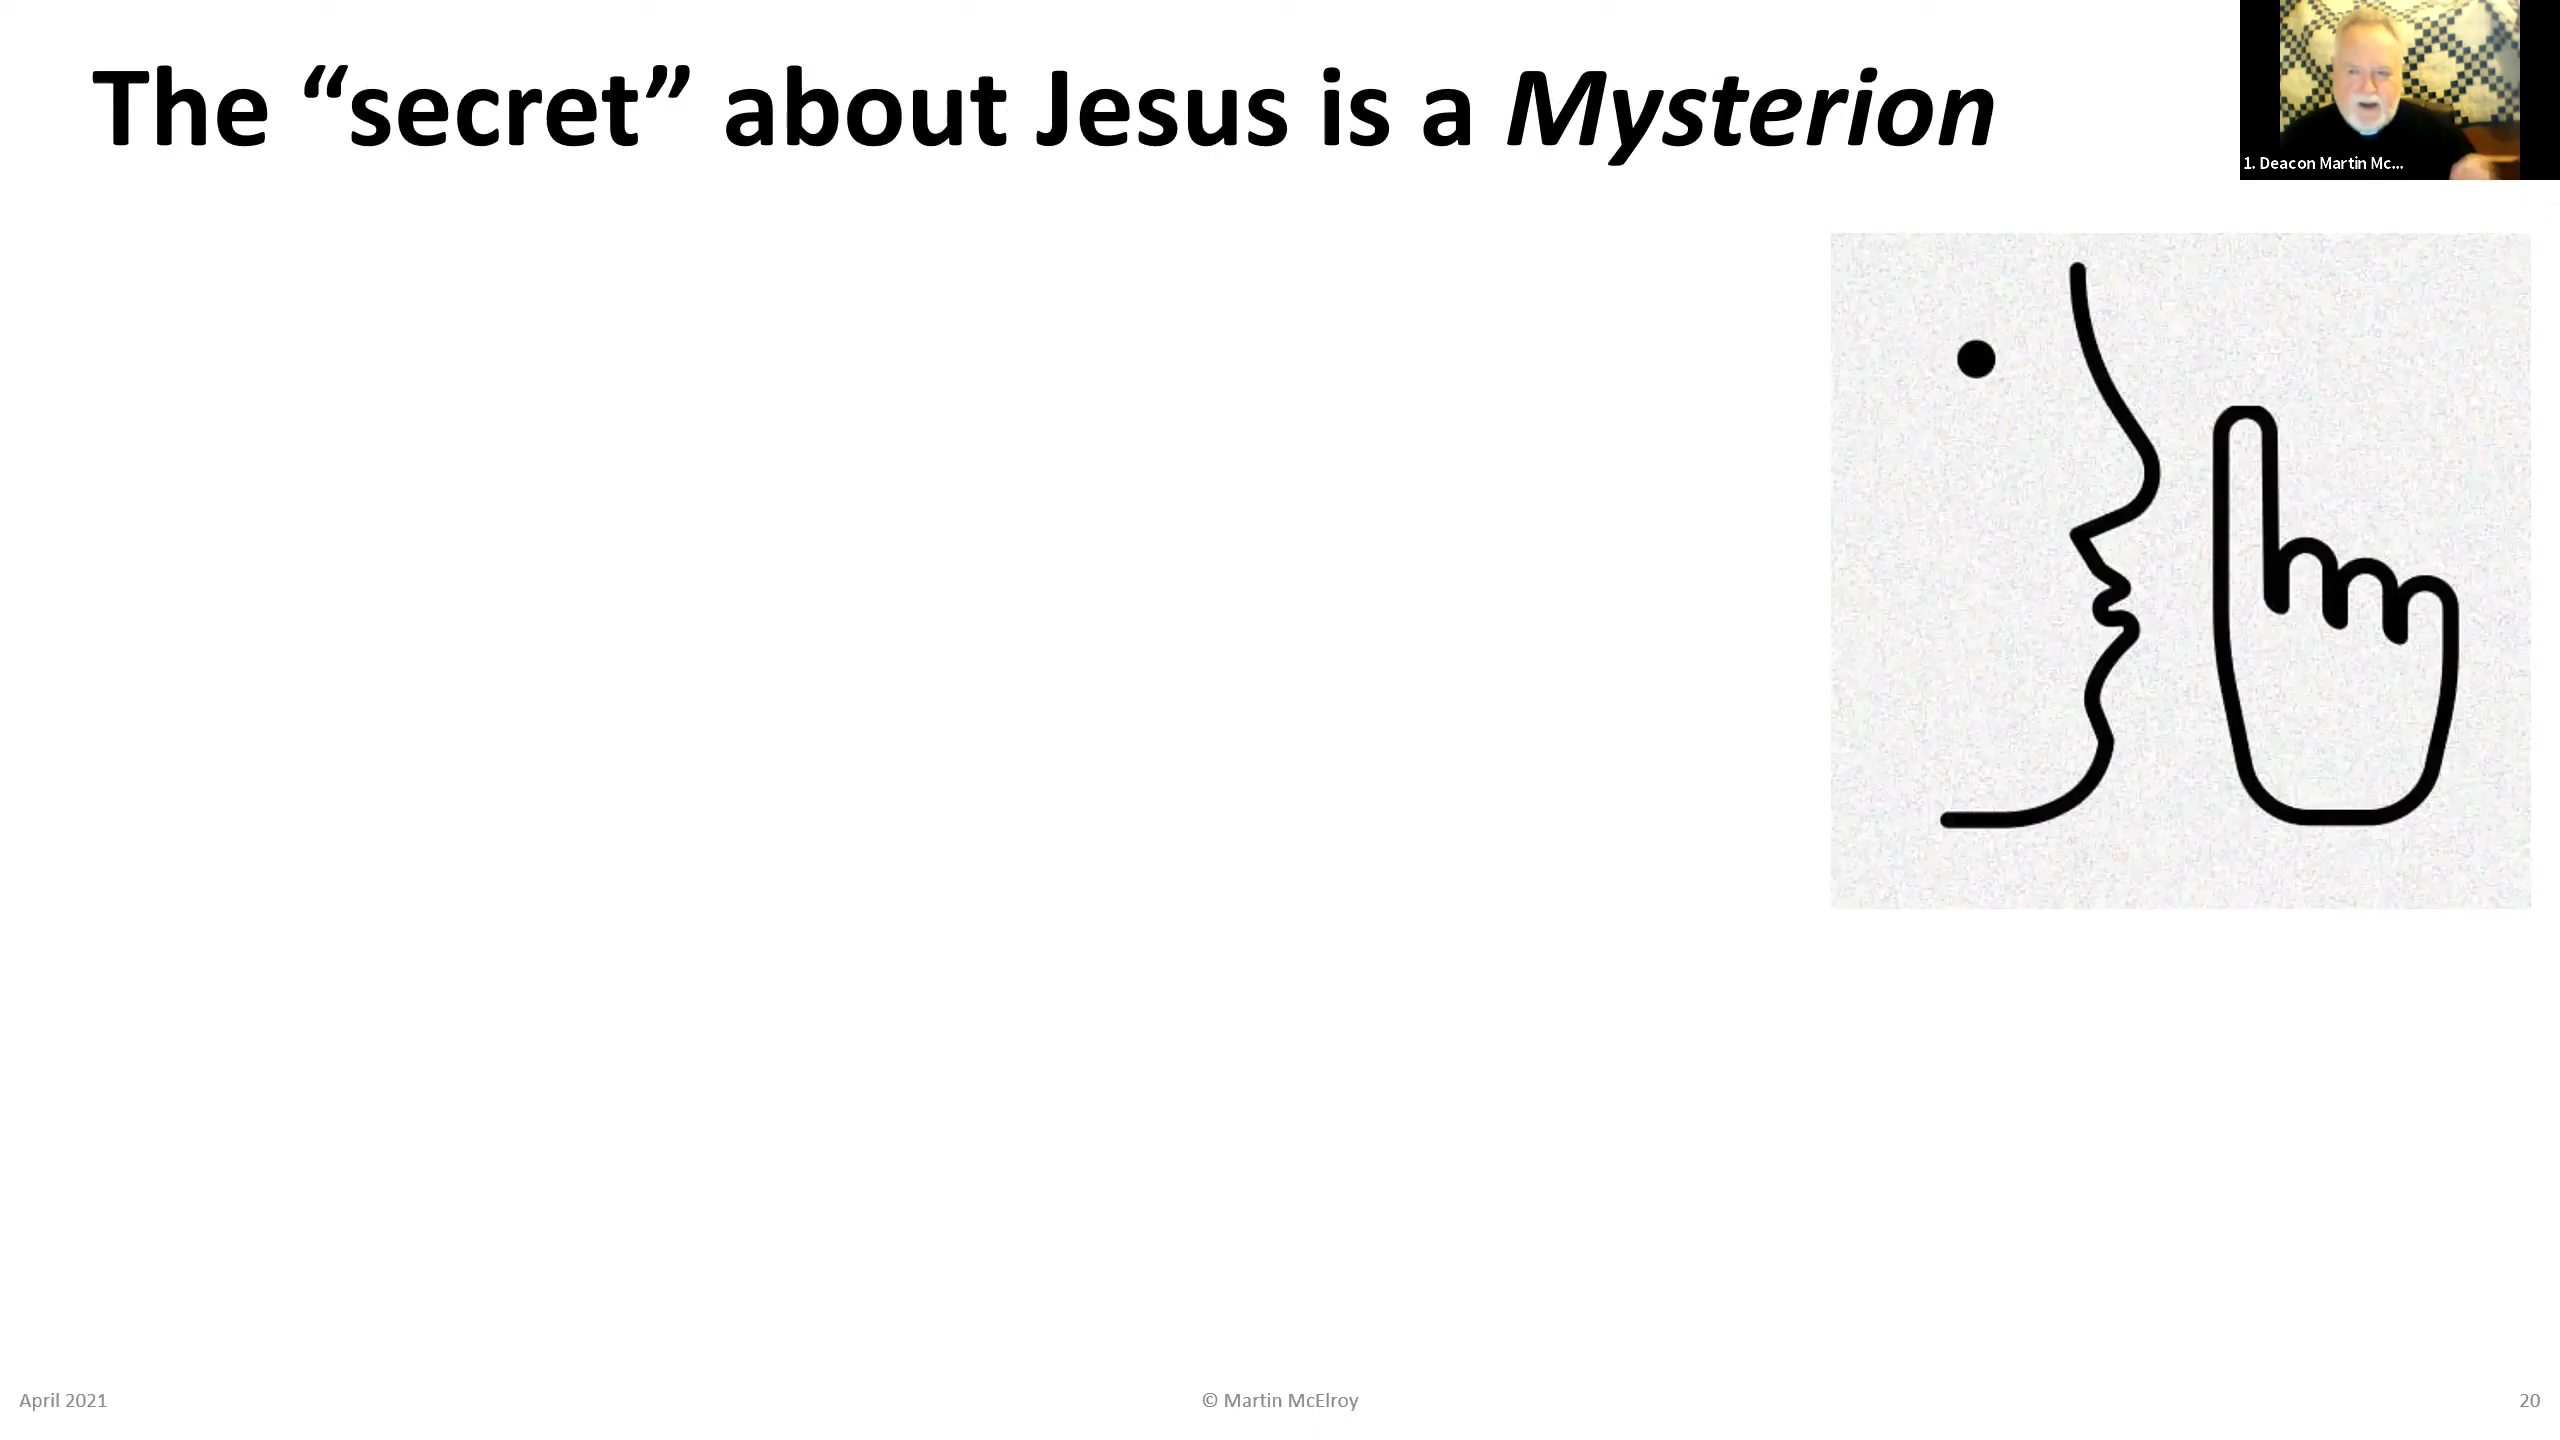 The “secret” about Jesus is a Mysterion
1. Deacon Martin Mc...
April 2021
© Martin McElroy
20